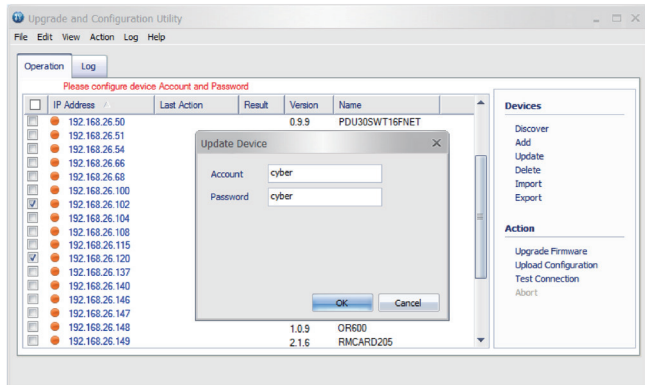 Upgrade and Configuration Utility
File Edit View Action Log Help
Operation Log
Please configure device Account and Password
IP Address Last Action Result Version Name
192.168.26.50 0.9.9 PDU30SWT16FNET
192.168.26.51
192.168.26.54
192.168.26.66
192.168.26.68
192.168.26.100
192.168.26.102
192.168.26.104
192.168.26.108
192.168.26.115
192.168.26.120
192.168.26.137
192.168.26.140
192.168.26.146
192.168.26.147
192.168.26.148 1.0.9 OR600
192.168.26.149 2.1.6 RMCARD205
Update Device
Account cyber
Password cyber
OK Cancel
Devices
Discover
Add
Update
Delete
Import
Export
Action
Upgrade Firmware
Upload Configuration
Test Connection
Abort